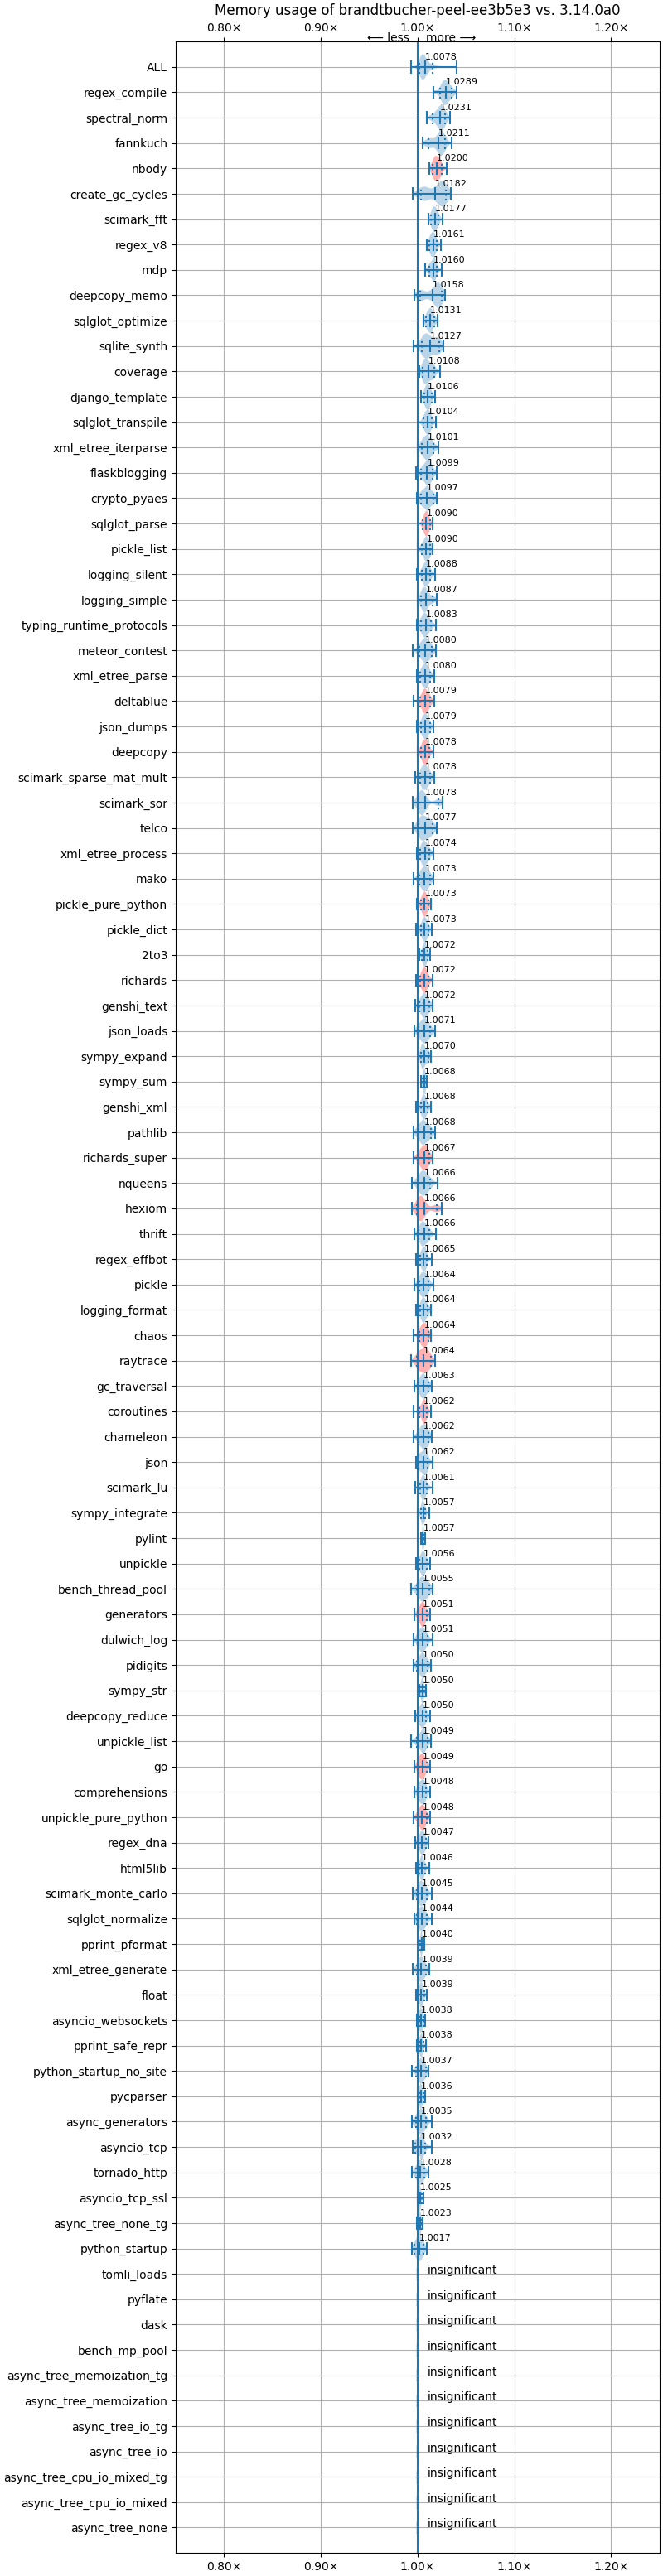 Memory usage of brandtbucher-peel-ee3b5e3 vs. 3.14.0a0
0.80× 0.90× 1.00× 1.10× 1.20×
⟵ less more ⟶
ALL 1.0078
regex_compile 1.0289
spectral_norm 1.0231
fannkuch 1.0211
nbody 1.0200
create_gc_cycles 1.0182
scimark_fft 1.0177
regex_v8 1.0161
mdp 1.0160
deepcopy_memo 1.0158
sqlglot_optimize 1.0131
sqlite_synth 1.0127
coverage 1.0108
django_template 1.0106
sqlglot_transpile 1.0104
xml_etree_iterparse 1.0101
flaskblogging 1.0099
crypto_pyaes 1.0097
sqlglot_parse 1.0090
pickle_list 1.0090
logging_silent 1.0088
logging_simple 1.0087
typing_runtime_protocols 1.0083
meteor_contest 1.0080
xml_etree_parse 1.0080
deltablue 1.0079
json_dumps 1.0079
deepcopy 1.0078
scimark_sparse_mat_mult 1.0078
scimark_sor 1.0078
telco 1.0077
xml_etree_process 1.0074
mako 1.0073
pickle_pure_python 1.0073
pickle_dict 1.0073
2to3 1.0072
richards 1.0072
genshi_text 1.0072
json_loads 1.0071
sympy_expand 1.0070
sympy_sum 1.0068
genshi_xml 1.0068
pathlib 1.0068
richards_super 1.0067
nqueens 1.0066
hexiom 1.0066
thrift 1.0066
regex_effbot 1.0065
pickle 1.0064
logging_format 1.0064
chaos 1.0064
raytrace 1.0064
gc_traversal 1.0063
coroutines 1.0062
chameleon 1.0062
json 1.0062
scimark_lu 1.0061
sympy_integrate 1.0057
pylint 1.0057
unpickle 1.0056
bench_thread_pool 1.0055
generators 1.0051
dulwich_log 1.0051
pidigits 1.0050
sympy_str 1.0050
deepcopy_reduce 1.0050
unpickle_list 1.0049
go 1.0049
comprehensions 1.0048
unpickle_pure_python 1.0048
regex_dna 1.0047
html5lib 1.0046
scimark_monte_carlo 1.0045
sqlglot_normalize 1.0044
pprint_pformat 1.0040
xml_etree_generate 1.0039
float 1.0039
asyncio_websockets 1.0038
pprint_safe_repr 1.0038
python_startup_no_site 1.0037
pycparser 1.0036
async_generators 1.0035
asyncio_tcp 1.0032
tornado_http 1.0028
asyncio_tcp_ssl 1.0025
async_tree_none_tg 1.0023
python_startup 1.0017
tomli_loads insignificant
pyflate insignificant
dask insignificant
bench_mp_pool insignificant
async_tree_memoization_tg insignificant
async_tree_memoization insignificant
async_tree_io_tg insignificant
async_tree_io insignificant
async_tree_cpu_io_mixed_tg insignificant
async_tree_cpu_io_mixed insignificant
async_tree_none insignificant
0.80× 0.90× 1.00× 1.10× 1.20×